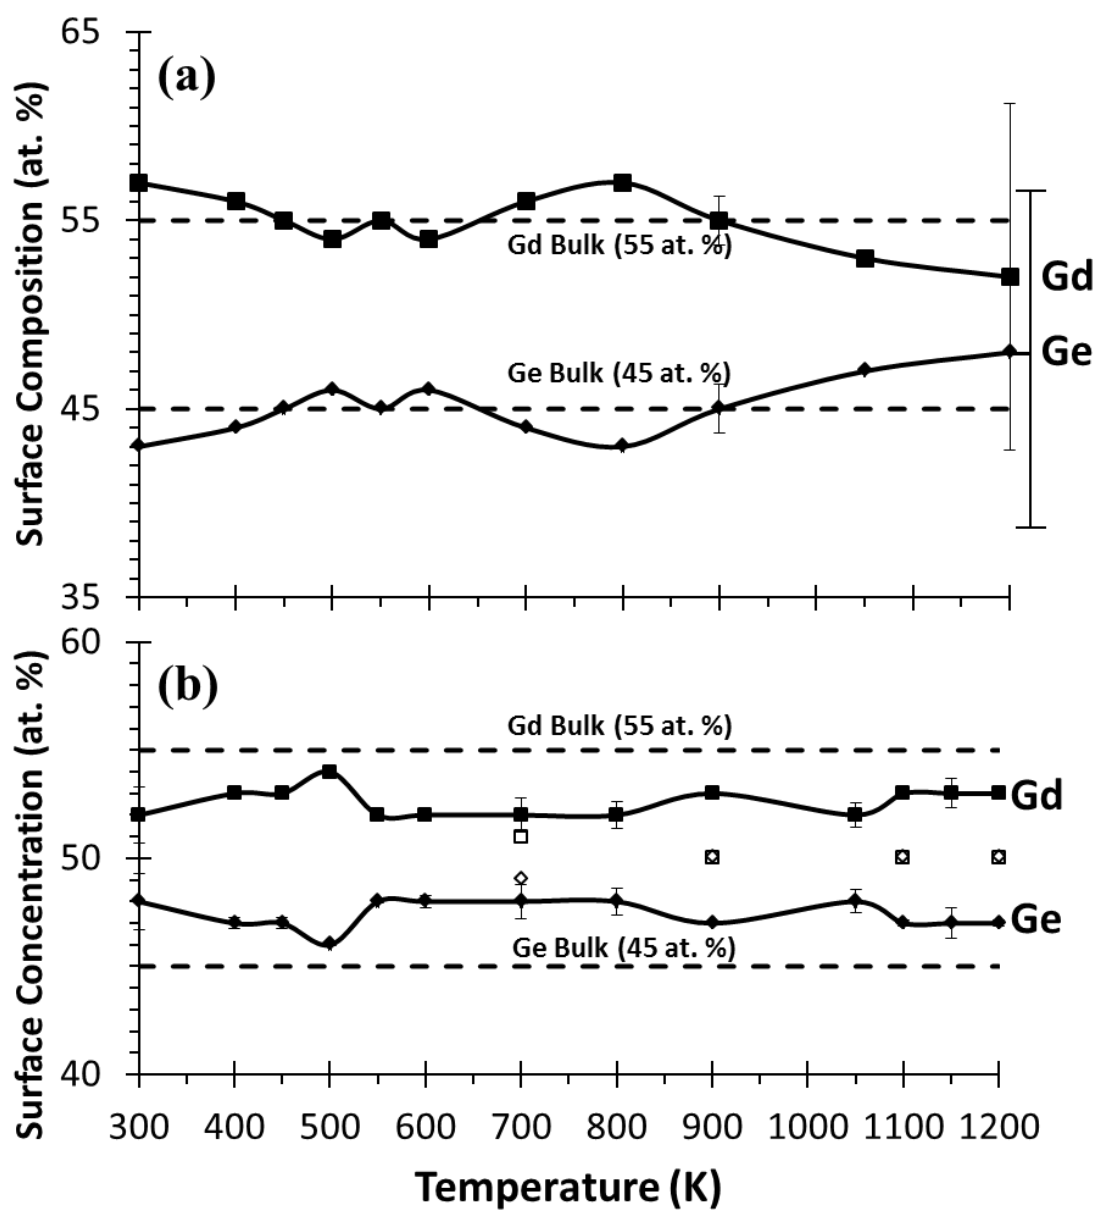 65
(a)
55
Gd Bulk (55 at. %)
Gd
Ge Bulk (45 at. %)
Ge
45
35
Surface Composition (at. %)
60
(b)
Gd Bulk (55 at. %)
Gd
50
Ge
Ge Bulk (45 at. %)
40
Surface Concentration (at. %)
300 400 500 600 700 800 900 1000 1100 1200
Temperature (K)